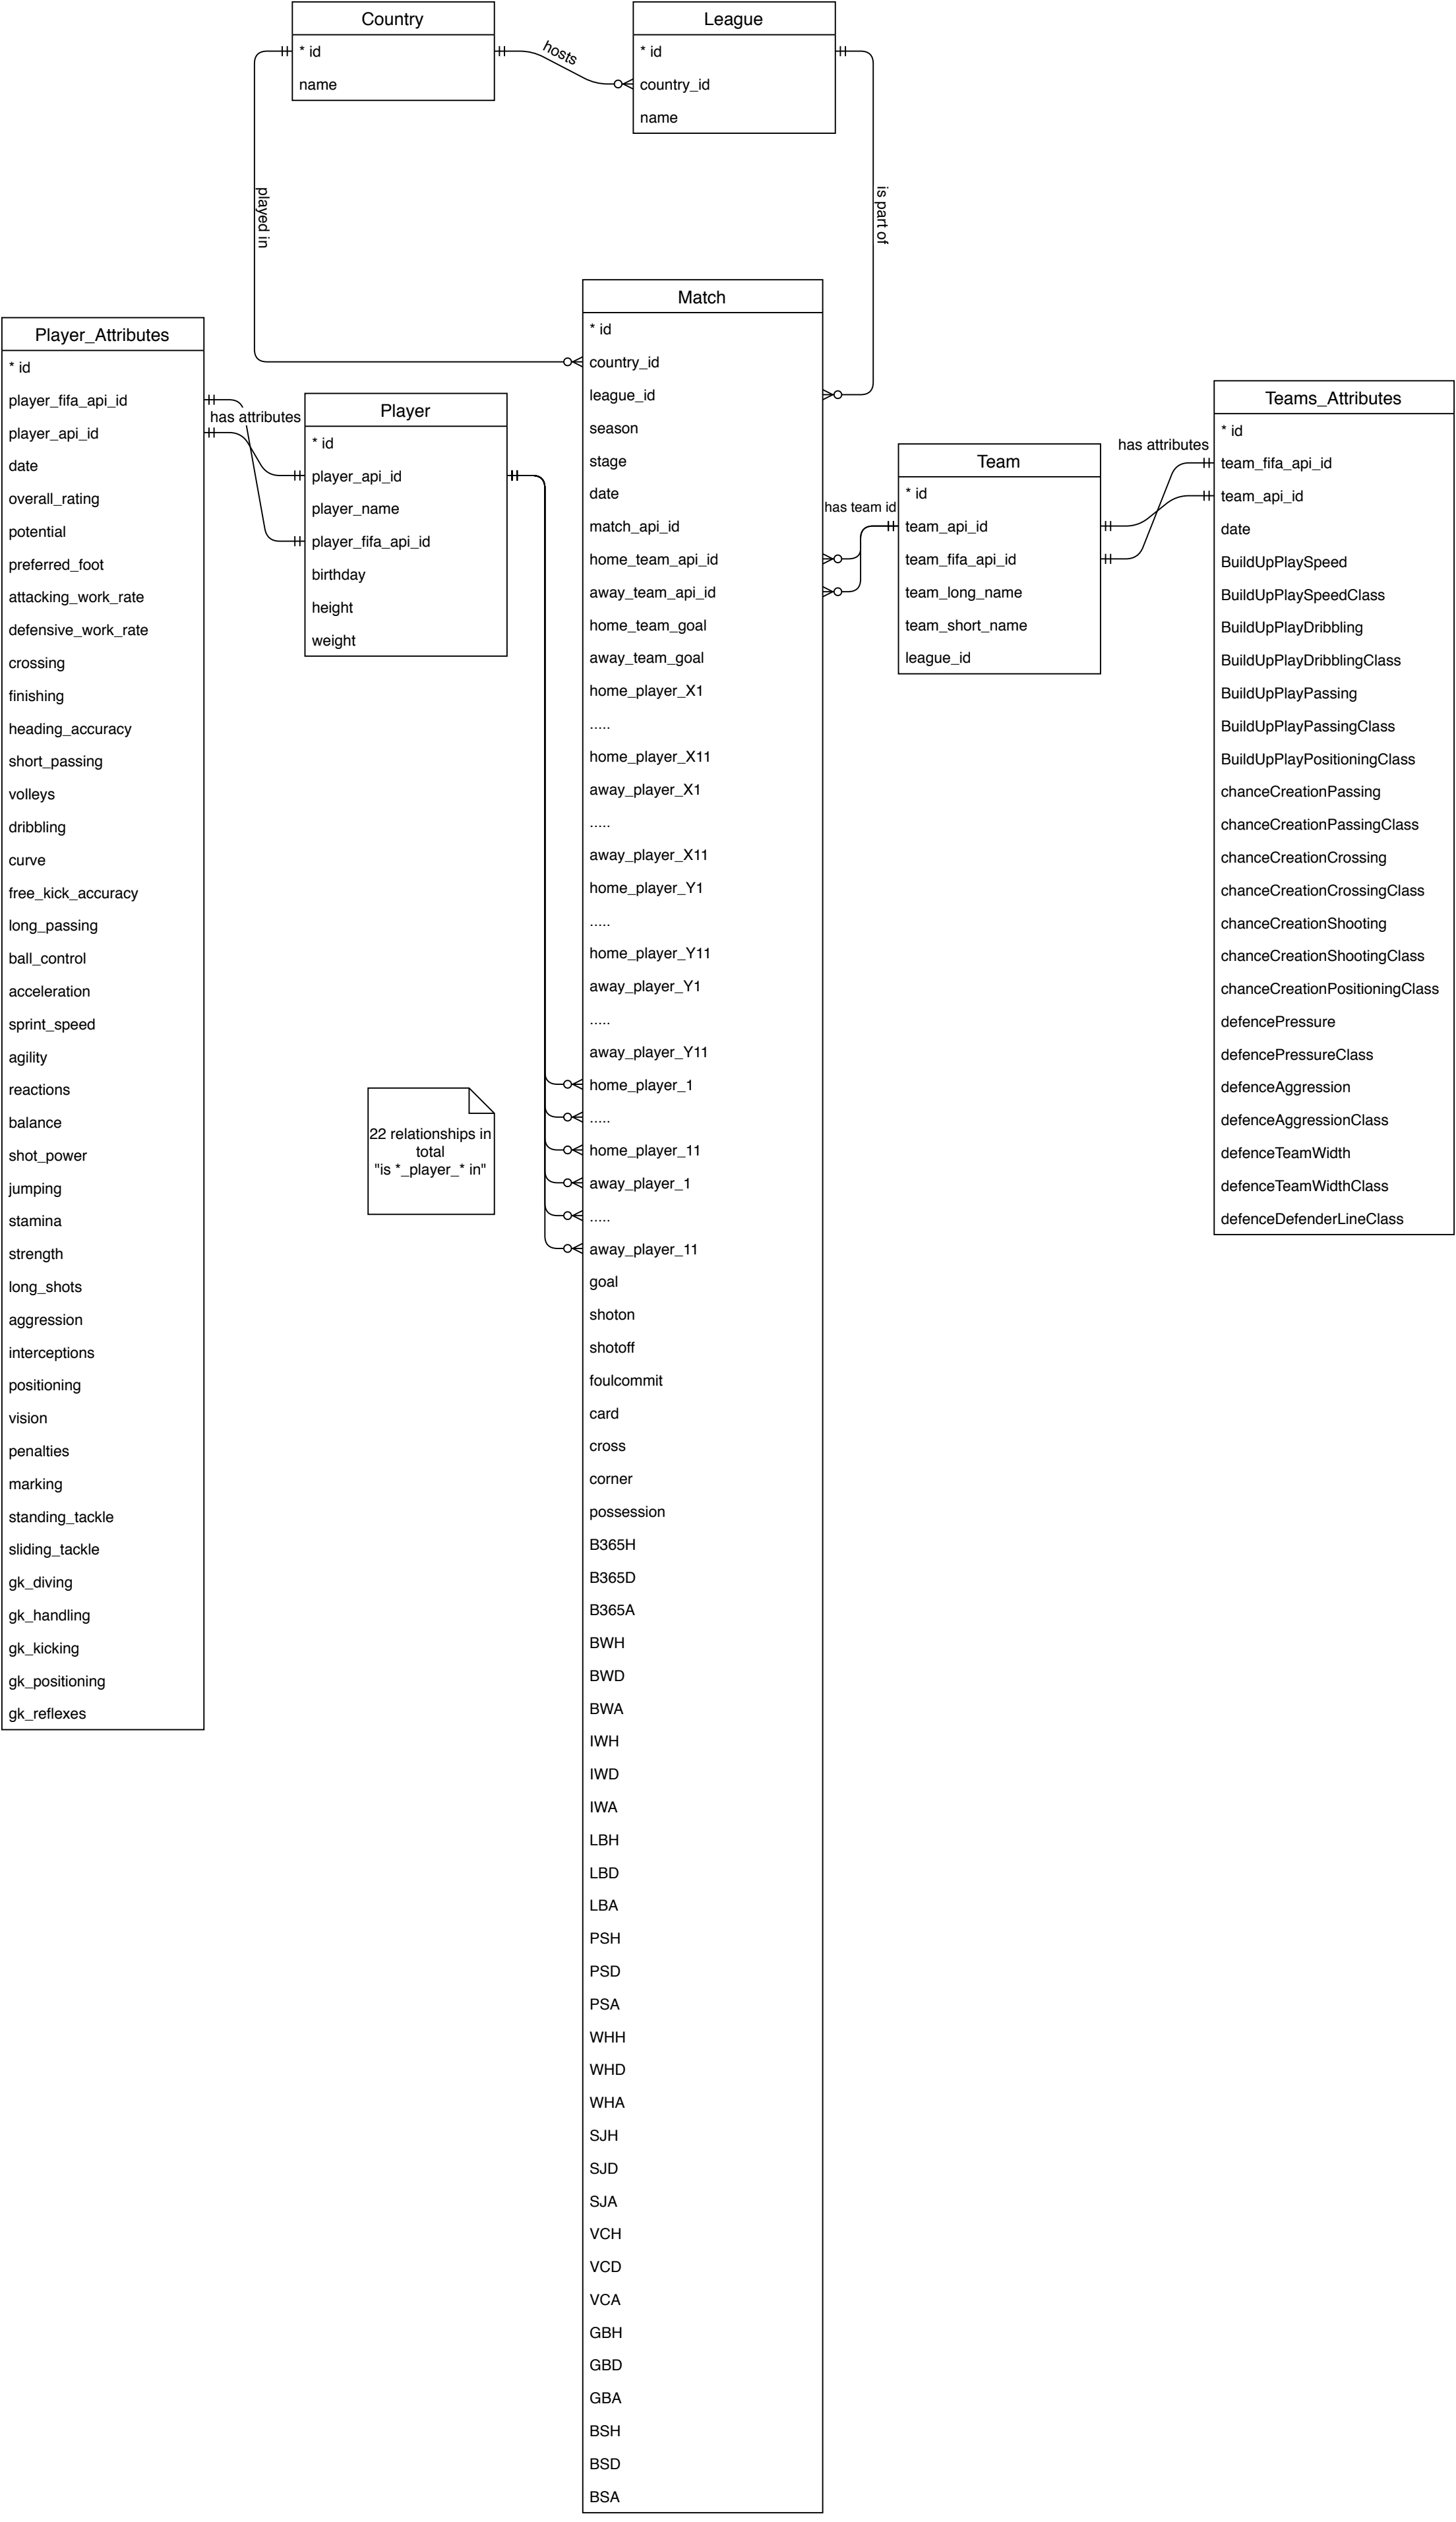 Country
* id
name
hosts
League
* id
country_id
name
played in
is part of
Player_Attributes
* id
player_fifa_api_id
player_api_id
date
overall_rating
potential
preferred_foot
attacking_work_rate
defensive_work_rate
crossing
finishing
heading_accuracy
short_passing
volleys
dribbling
curve
free_kick_accuracy
long_passing
ball_control
acceleration
sprint_speed
agility
reactions
balance
shot_power
jumping
stamina
strength
long_shots
aggression
interceptions
positioning
vision
penalties
marking
standing_tackle
sliding_tackle
gk_diving
gk_handling
gk_kicking
gk_positioning
gk_reflexes
has attributes
Player
* id
player_api_id
player_name
player_fifa_api_id
birthday
height
weight
22 relationships in
total
"is *_player_* in"
Match
* id
country_id
league_id
season
stage
date
match_api_id
home_team_api_id
away_team_api_id
home_team_goal
away_team_goal
home_player_X1
.....
home_player_X11
away_player_X1
.....
away_player_X11
home_player_Y1
.....
home_player_Y11
away_player_Y1
.....
away_player_Y11
home_player_1
.....
home_player_11
away_player_1
.....
away_player_11
goal
shoton
shotoff
foulcommit
card
cross
corner
possession
B365H
B365D
B365A
BWH
BWD
BWA
IWH
IWD
IWA
LBH
LBD
LBA
PSH
PSD
PSA
WHH
WHD
WHA
SJH
SJD
SJA
VCH
VCD
VCA
GBH
GBD
GBA
BSH
BSD
BSA
has team id
Team
* id
team_api_id
team_fifa_api_id
team_long_name
team_short_name
league_id
has attributes
Teams_Attributes
* id
team_fifa_api_id
team_api_id
date
BuildUpPlaySpeed
BuildUpPlaySpeedClass
BuildUpPlayDribbling
BuildUpPlayDribblingClass
BuildUpPlayPassing
BuildUpPlayPassingClass
BuildUpPlayPositioningClass
chanceCreationPassing
chanceCreationPassingClass
chanceCreationCrossing
chanceCreationCrossingClass
chanceCreationShooting
chanceCreationShootingClass
chanceCreationPositioningClass
defencePressure
defencePressureClass
defenceAggression
defenceAggressionClass
defenceTeamWidth
defenceTeamWidthClass
defenceDefenderLineClass